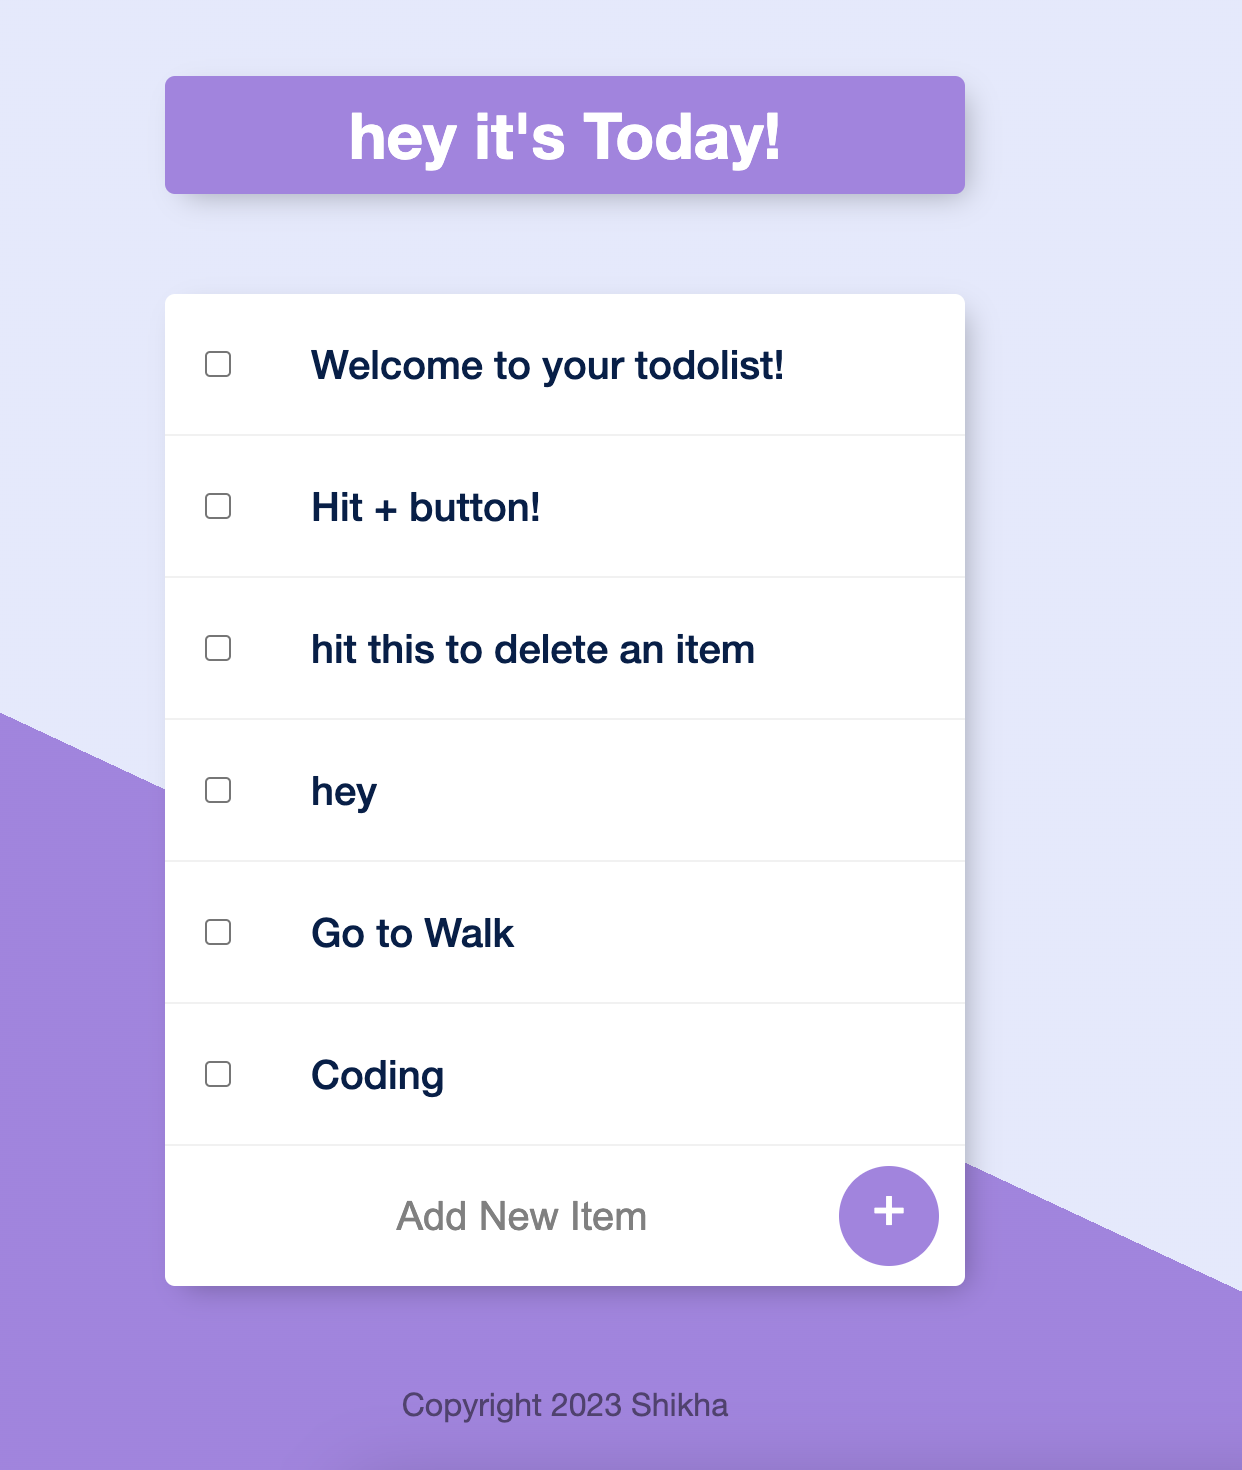 hey it's Today!
Welcome to your todolist!
Hit + button!
hit this to delete an item
hey
Go to Walk
Coding
Add New Item +
Copyright 2023 Shikha